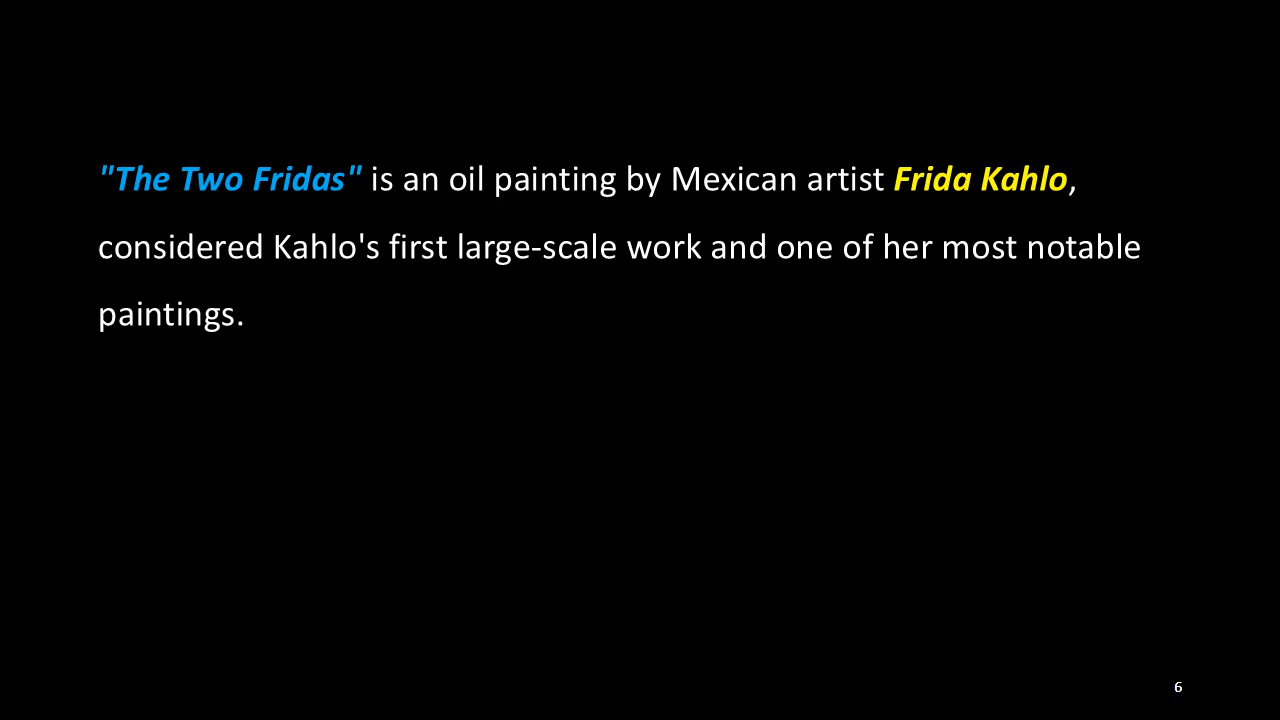 "The Two Fridas" is an oil painting by Mexican artist Frida Kahlo,
considered Kahlo's first large-scale work and one of her most notable
paintings.
6